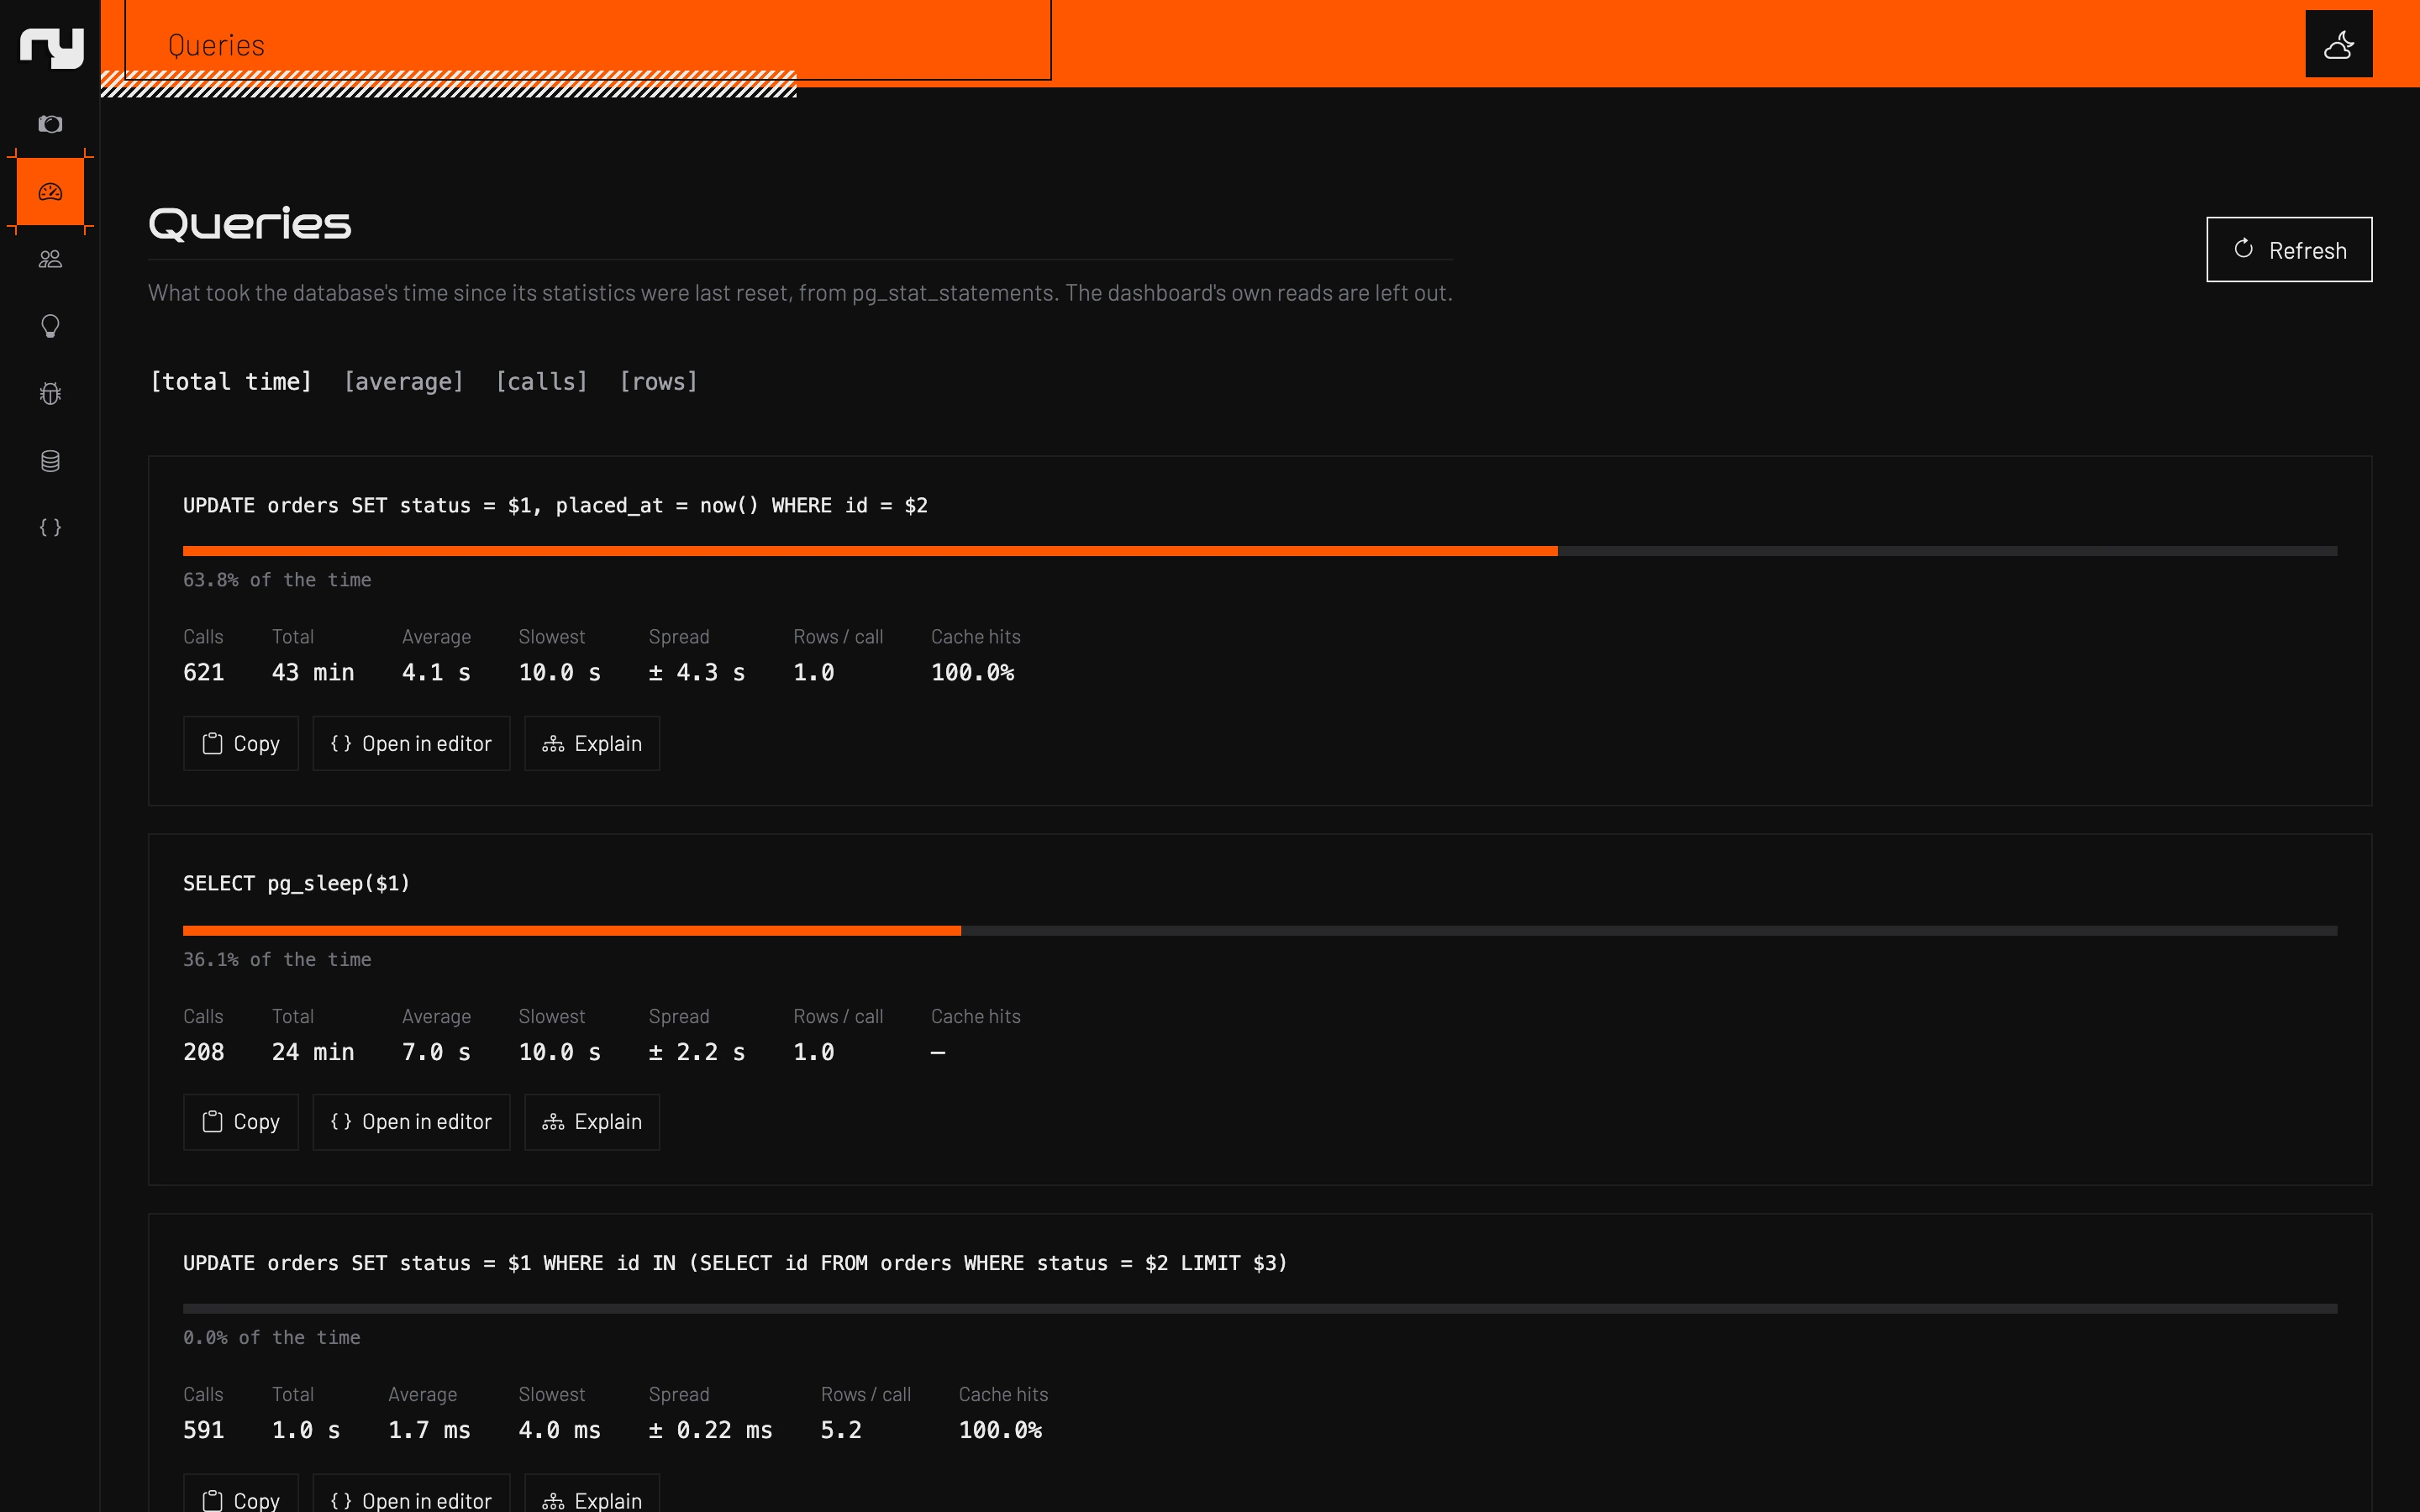 ry
Queries
Queries
Refresh
What took the database's time since its statistics were last reset, from pg_stat_statements. The dashboard's own reads are left out.
[total time] [average] [calls] [rows]
UPDATE orders SET status = $1, placed_at = now() WHERE id = $2
63.8% of the time
Calls Total Average Slowest Spread Rows / call Cache hits
621 43 min 4.1 s 10.0 s ± 4.3 s 1.0 100.0%
Copy {} Open in editor Explain
SELECT pg_sleep($1)
36.1% of the time
Calls Total Average Slowest Spread Rows / call Cache hits
208 24 min 7.0 s 10.0 s ± 2.2 s 1.0 —
Copy {} Open in editor Explain
UPDATE orders SET status = $1 WHERE id IN (SELECT id FROM orders WHERE status = $2 LIMIT $3)
0.0% of the time
Calls Total Average Slowest Spread Rows / call Cache hits
591 1.0 s 1.7 ms 4.0 ms ± 0.22 ms 5.2 100.0%
Copy {} Open in editor Explain